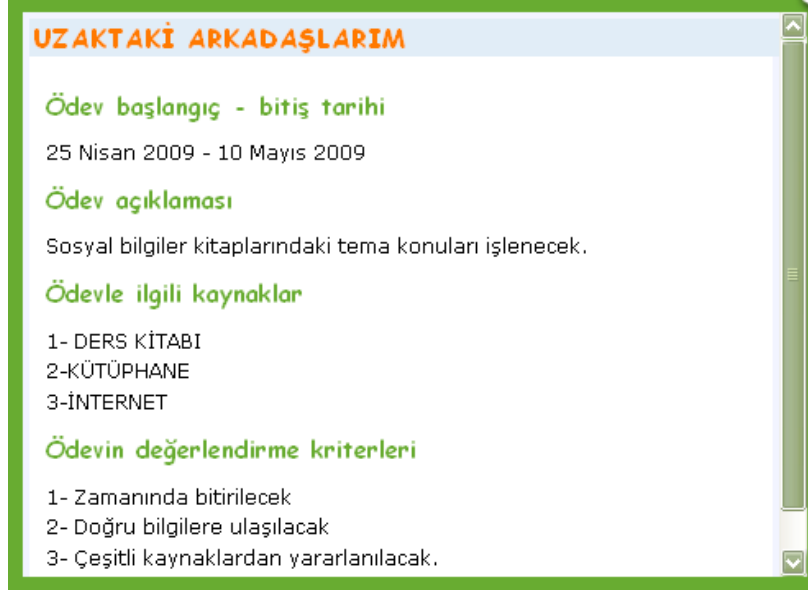 UZAKTAKİ ARKADAŞLARIM
Ödev başlangıç - bitiş tarihi
25 Nisan 2009 - 10 Mayıs 2009
Ödev açıklaması
Sosyal bilgiler kitaplarındaki tema konuları işlenecek.
Ödevle ilgili kaynaklar
1- DERS KİTABI
2-KÜTÜPHANE
3-İNTERNET
Ödevin değerlendirme kriterleri
1- Zamanında bitirilecek
2- Doğru bilgilere ulaşılacak
3- Çeşitli kaynaklardan yararlanılacak.